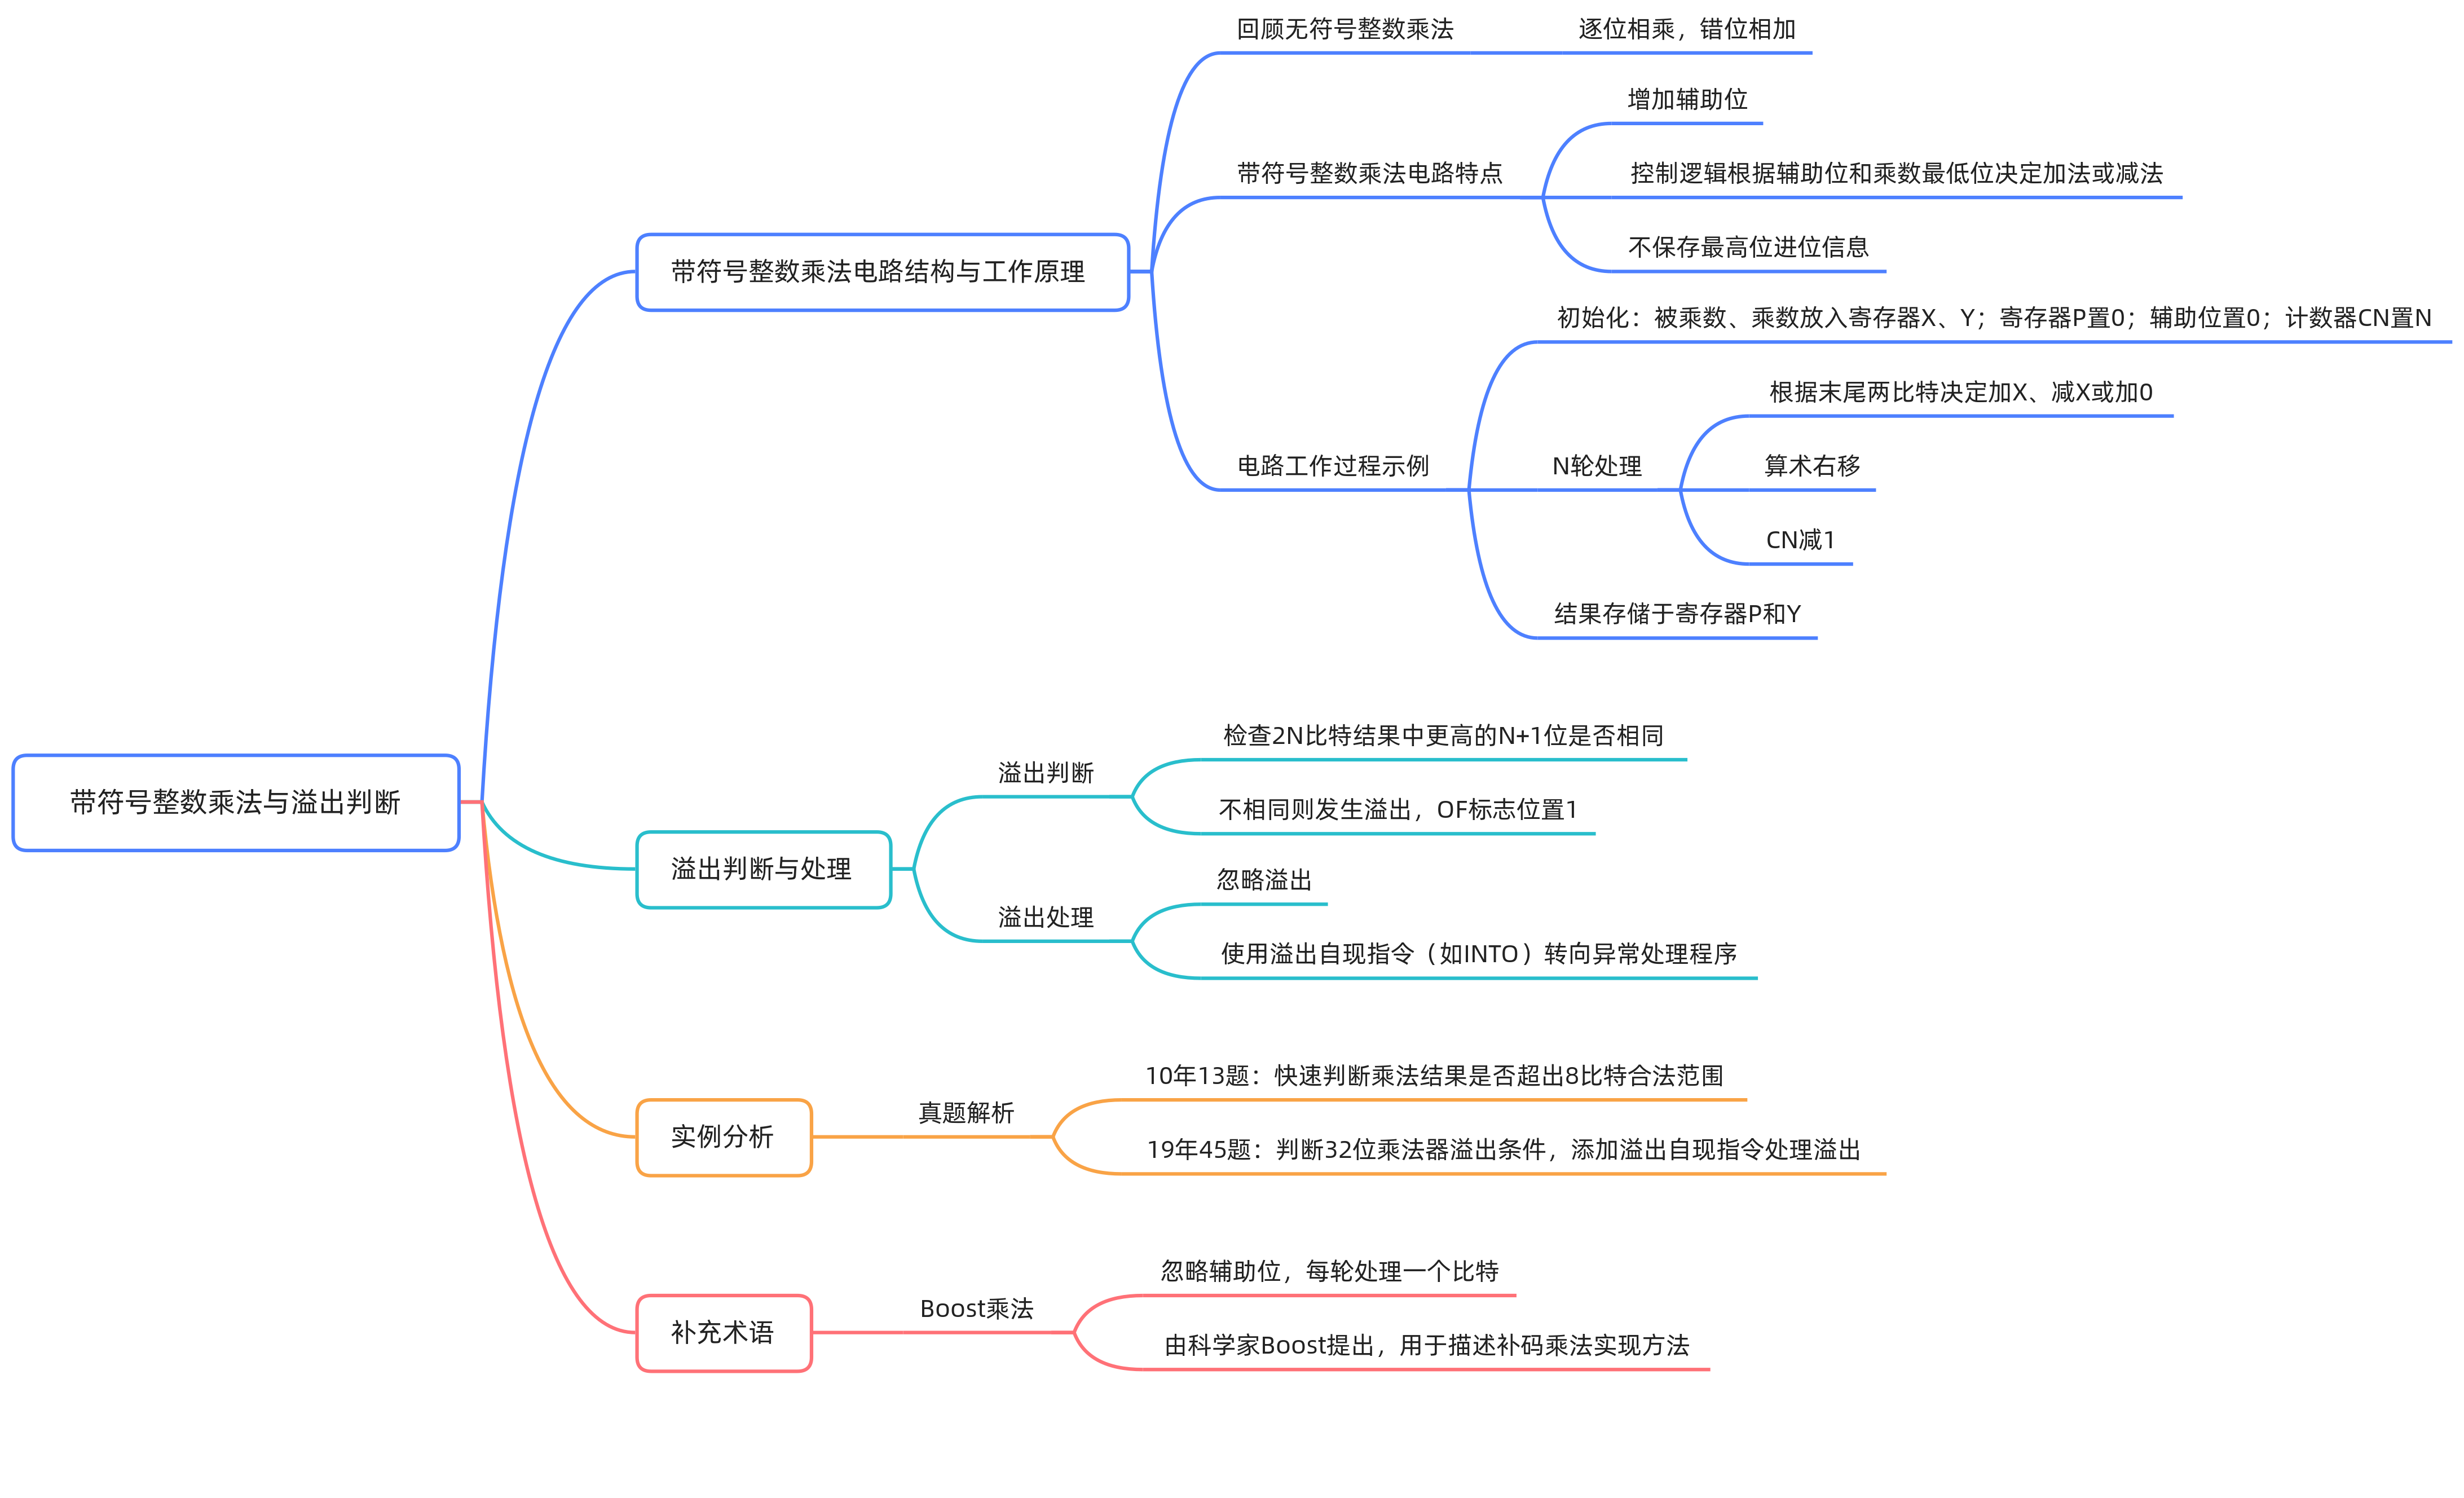 带符号整数乘法与溢出判断
带符号整数乘法电路结构与工作原理
回顾无符号整数乘法
逐位相乘，错位相加
带符号整数乘法电路特点
增加辅助位
控制逻辑根据辅助位和乘数最低位决定加法或减法
不保存最高位进位信息
电路工作过程示例
初始化：被乘数、乘数放入寄存器X、Y；寄存器P置0；辅助位置0；计数器CN置N
N轮处理
根据末尾两比特决定加X、减X或加0
算术右移
CN减1
结果存储于寄存器P和Y
溢出判断与处理
溢出判断
检查2N比特结果中更高的N+1位是否相同
不相同则发生溢出，OF标志位置1
溢出处理
忽略溢出
使用溢出自现指令（如INTO）转向异常处理程序
实例分析
真题解析
10年13题：快速判断乘法结果是否超出8比特合法范围
19年45题：判断32位乘法器溢出条件，添加溢出自现指令处理溢出
补充术语
Boost乘法
忽略辅助位，每轮处理一个比特
由科学家Boost提出，用于描述补码乘法实现方法